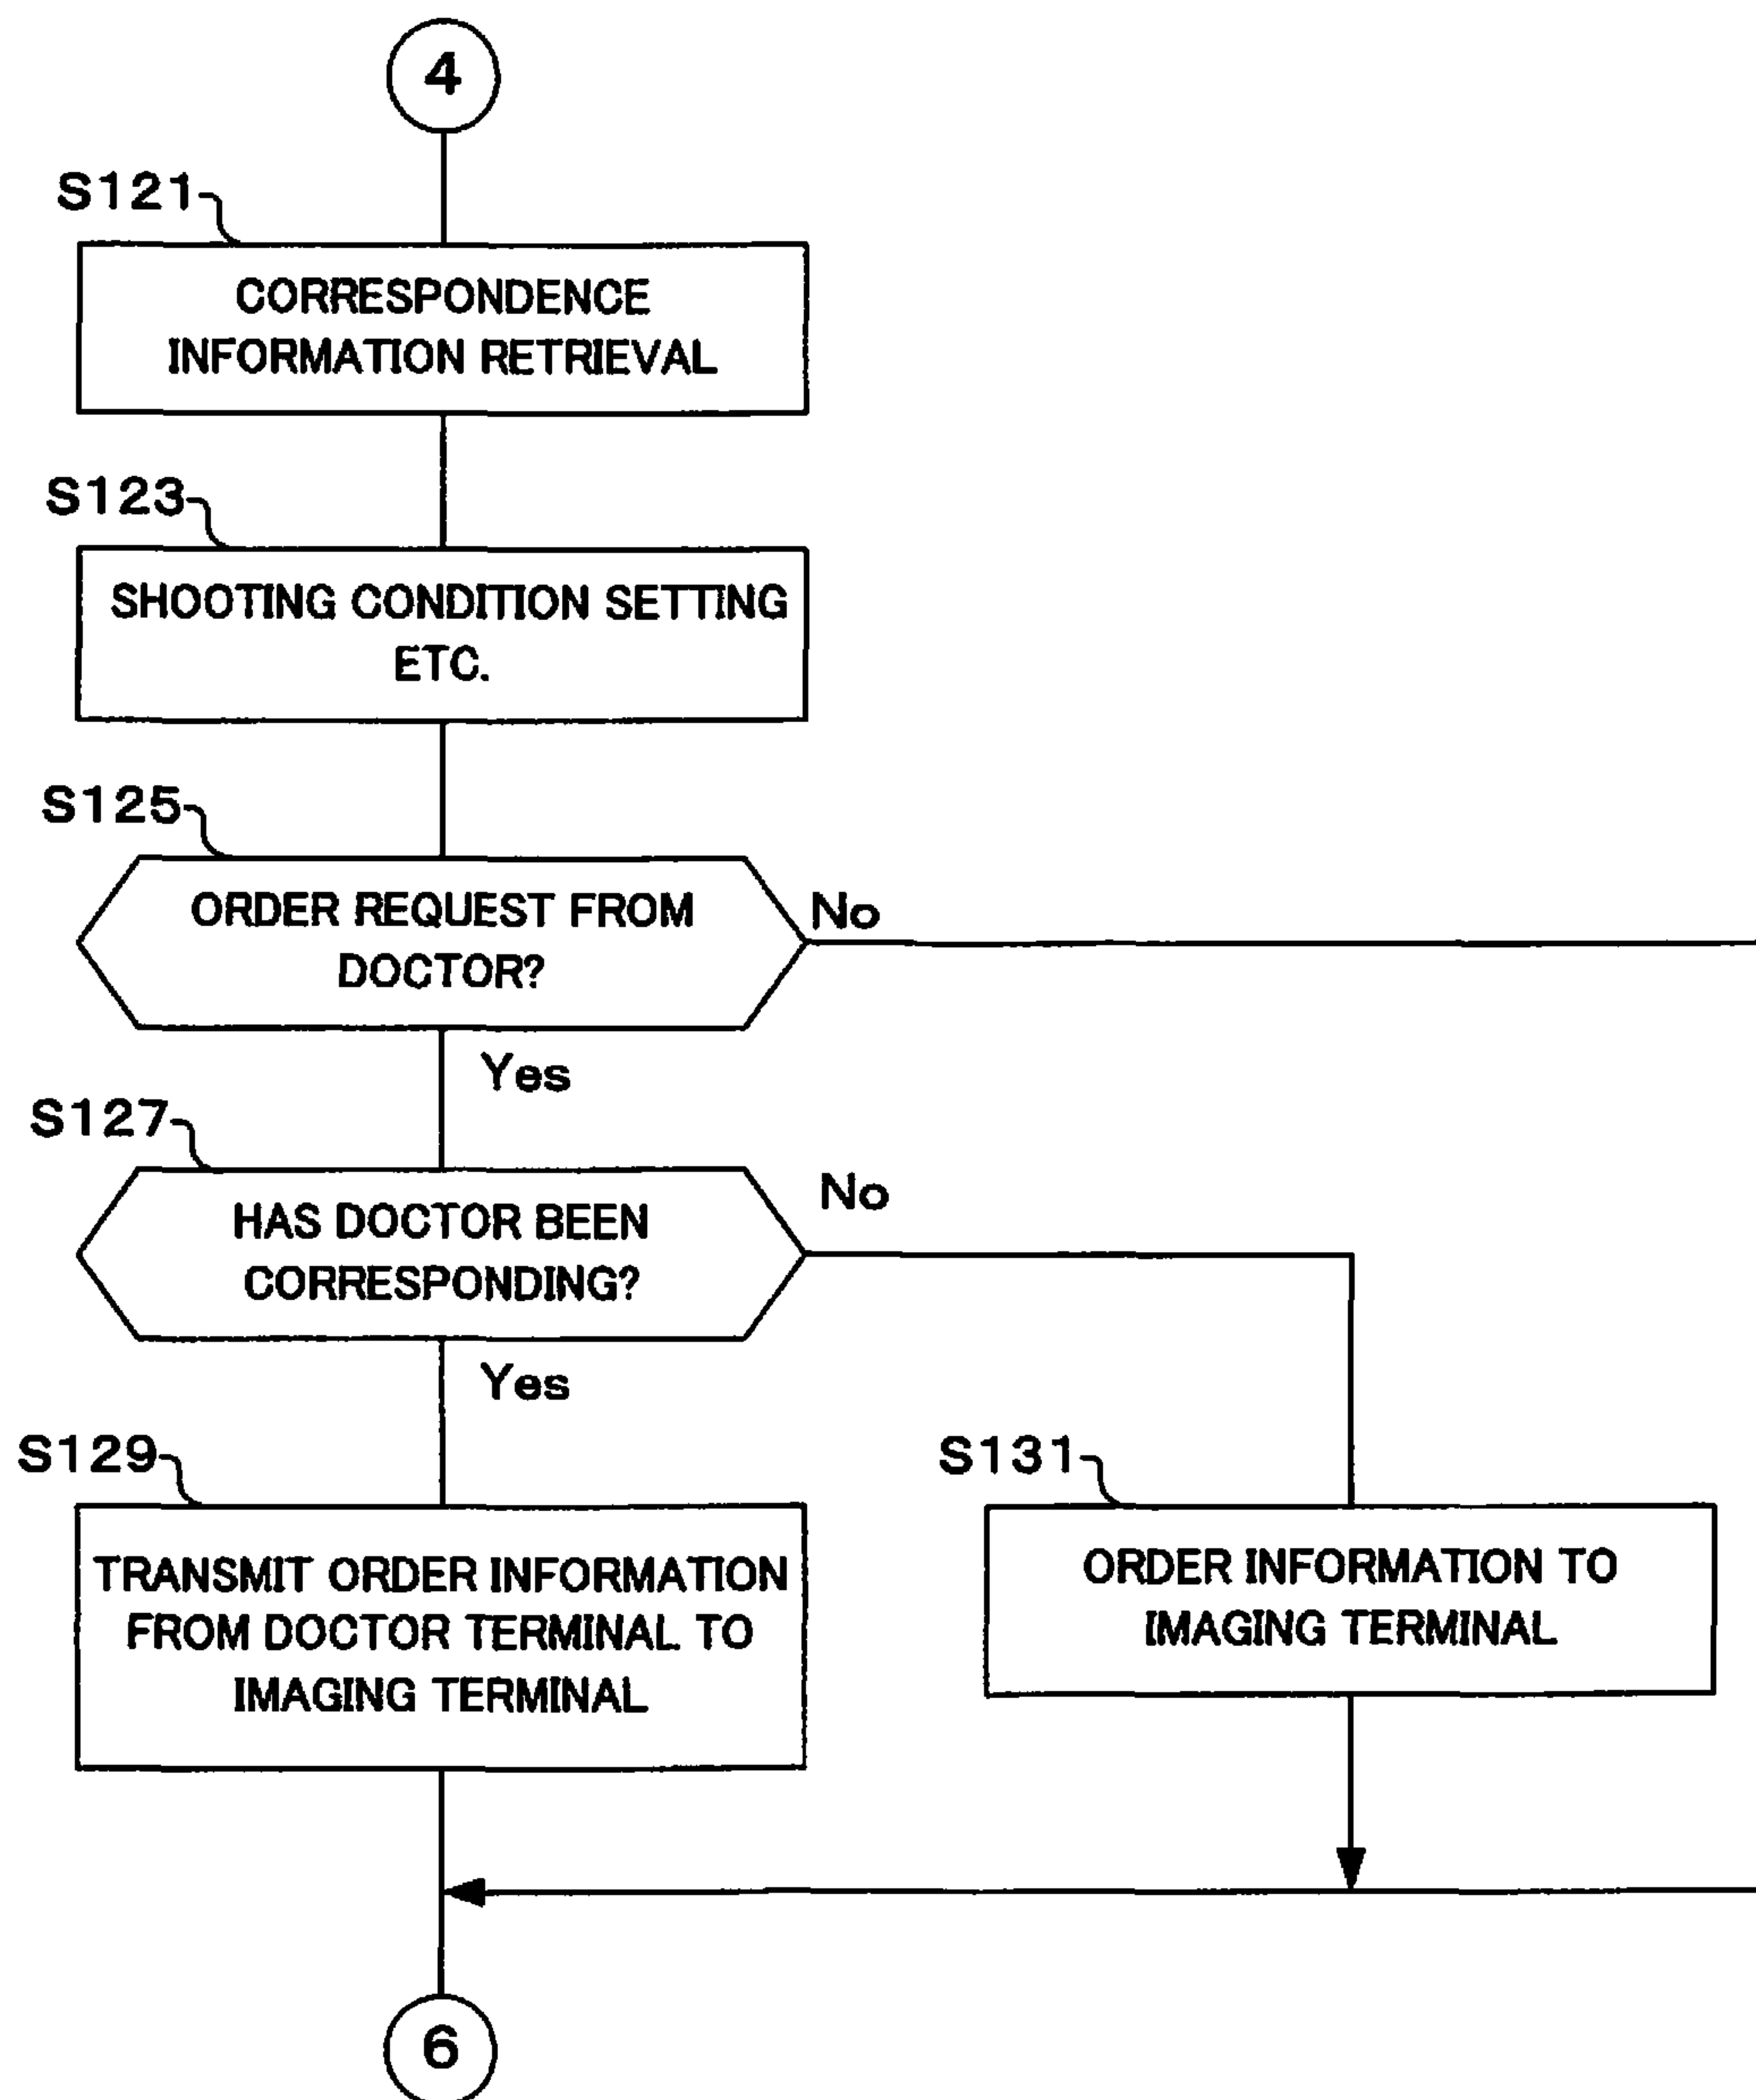 4
S121
CORRESPONDENCE
INFORMATION RETRIEVAL
S123
SHOOTING CONDITION SETTING
ETC.
S125
ORDER REQUEST FROM
DOCTOR?
No
Yes
S127
HAS DOCTOR BEEN
CORRESPONDING?
No
Yes
S129
TRANSMIT ORDER INFORMATION
FROM DOCTOR TERMINAL TO
IMAGING TERMINAL
S131
ORDER INFORMATION TO
IMAGING TERMINAL
6